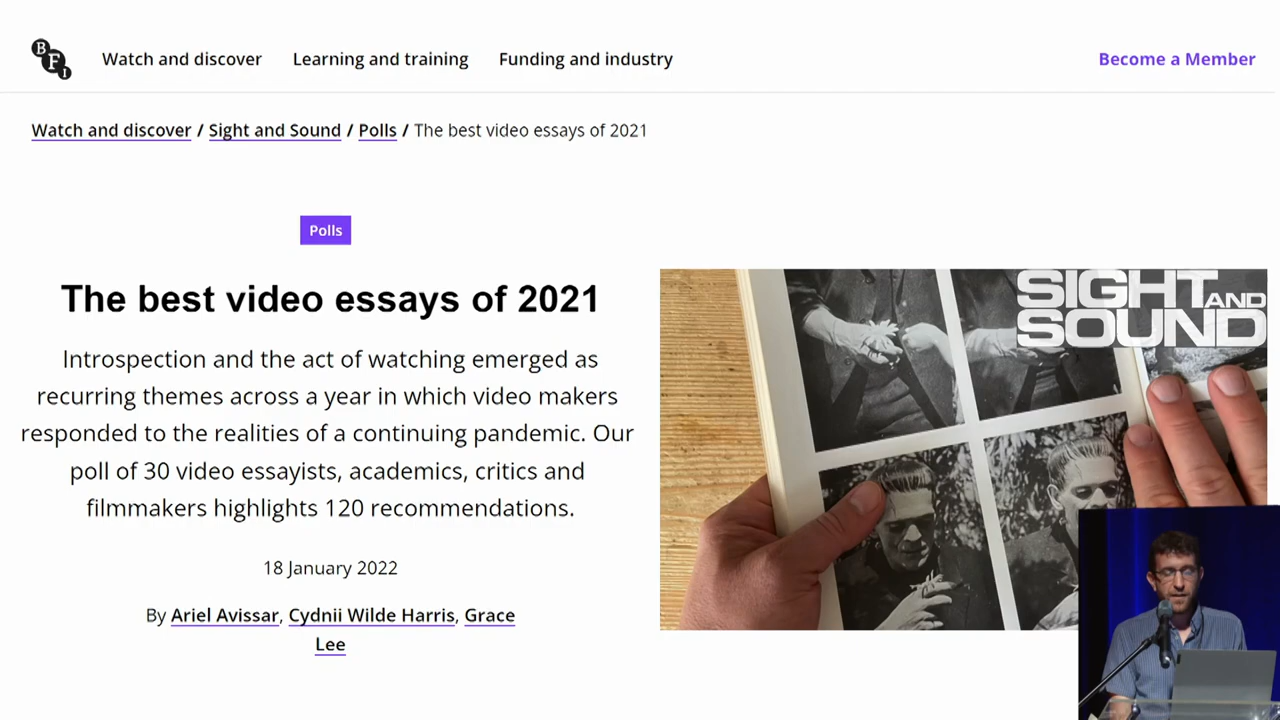 BFI
Watch and discover Learning and training Funding and industry Become a Member
Watch and discover / Sight and Sound / Polls / The best video essays of 2021
Polls
The best video essays of 2021
Introspection and the act of watching emerged as
recurring themes across a year in which video makers
responded to the realities of a continuing pandemic. Our
poll of 30 video essayists, academics, critics and
filmmakers highlights 120 recommendations.
18 January 2022
By Ariel Avissar, Cydnii Wilde Harris, Grace
Lee
SIGHT AND
SOUND